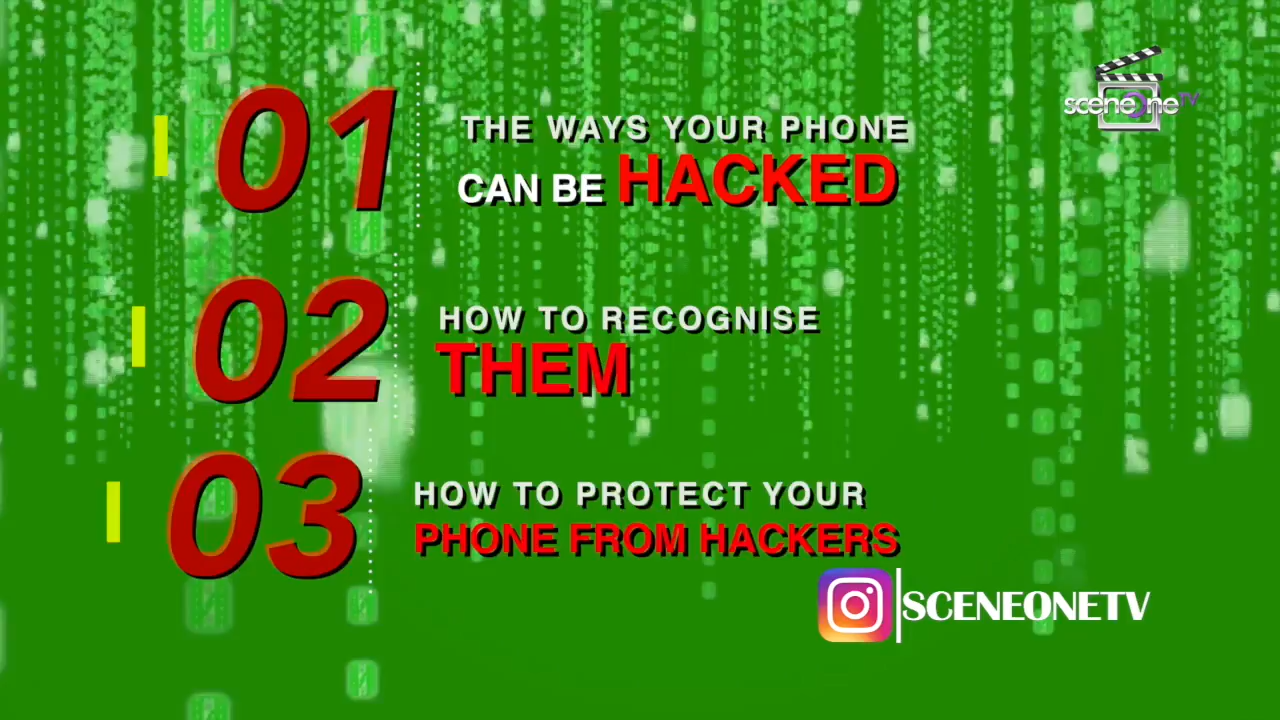 sceneOneTV
01
THE WAYS YOUR PHONE
CAN BE HACKED
02
HOW TO RECOGNISE
THEM
03
HOW TO PROTECT YOUR
PHONE FROM HACKERS
SCENEONETV